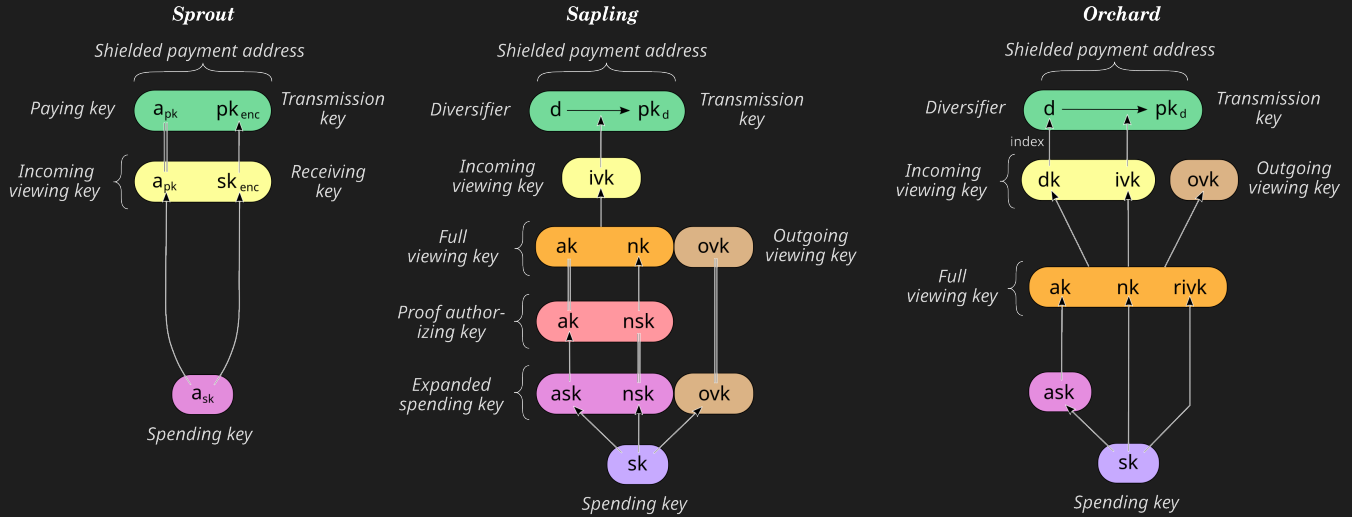 Sprout
Shielded payment address
Paying key
apk
pkenc
Transmission
key
Incoming
viewing key
apk
skenc
Receiving
key
ask
Spending key
Sapling
Shielded payment address
Diversifier
d
pkd
Transmission
key
Incoming
viewing key
ivk
Full
viewing key
ak
nk
ovk
Outgoing
viewing key
Proof author-
izing key
ak
nsk
Expanded
spending key
ask
nsk
ovk
sk
Spending key
Orchard
Shielded payment address
Diversifier
d
pkd
Transmission
key
index
Incoming
viewing key
dk
ivk
ovk
Outgoing
viewing key
Full
viewing key
ak
nk
rivk
ask
sk
Spending key